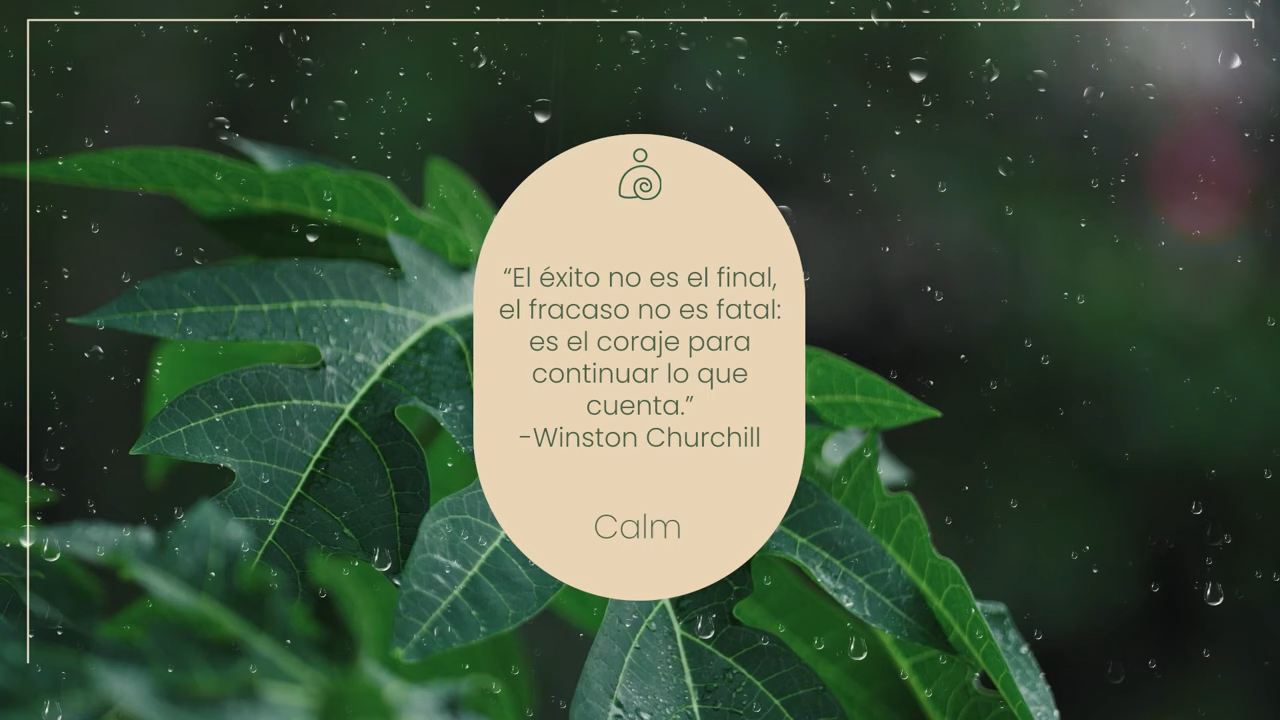 “El éxito no es el final,
el fracaso no es fatal:
es el coraje para
continuar lo que
cuenta.”
-Winston Churchill
Calm